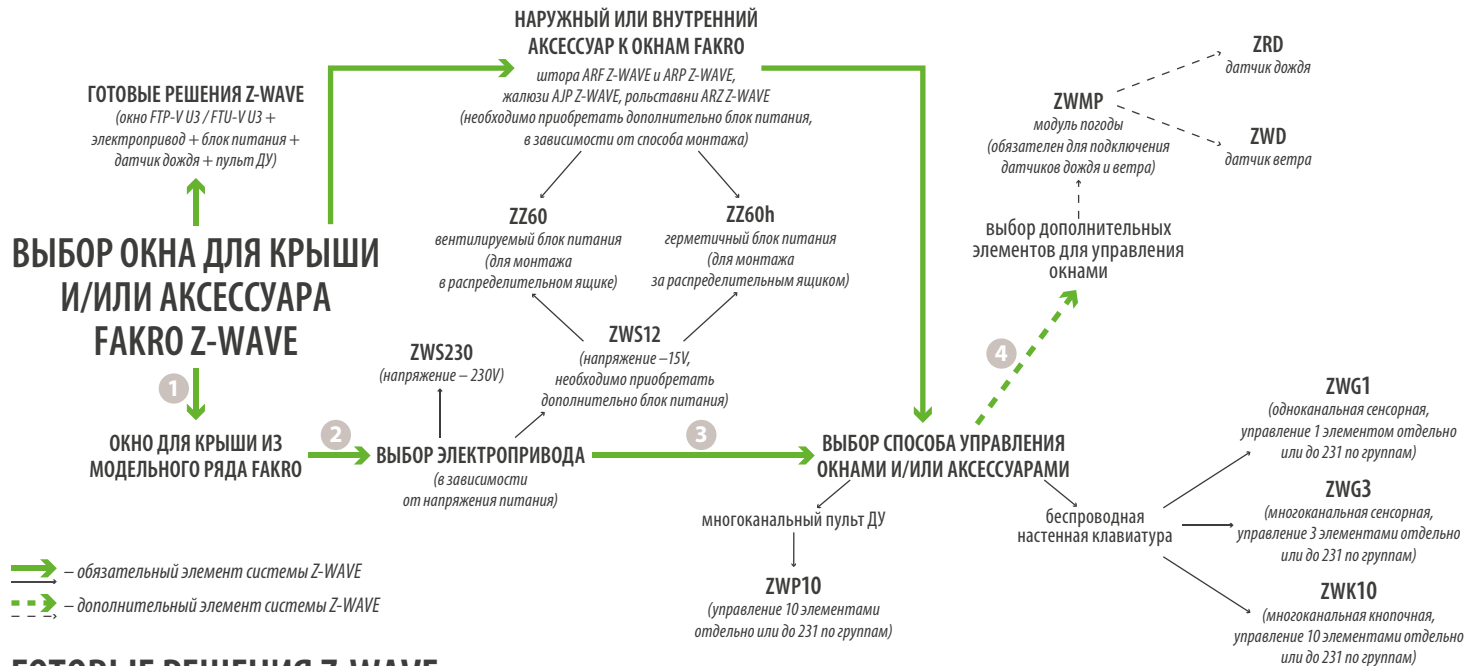 НАРУЖНЫЙ ИЛИ ВНУТРЕННИЙ
АКСЕССУАР К ОКНАМ FAKRO
штора ARF Z-WAVE и ARP Z-WAVE,
жалюзи AJP Z-WAVE, рольставни ARZ Z-WAVE
(необходимо приобретать дополнительно блок питания,
в зависимости от способа монтажа)
ГОТОВЫЕ РЕШЕНИЯ Z-WAVE
(окно FTP-V U3 / FTU-V U3 +
электропривод + блок питания +
датчик дождя + пульт ДУ)
ZRD
датчик дождя
ZWMP
модуль погоды
(обязателен для подключения
датчиков дождя и ветра)
ZWD
датчик ветра
ZZ60
вентилируемый блок питания
(для монтажа
в распределительном ящике)
ZZ60h
герметичный блок питания
(для монтажа
за распределительным ящиком)
выбор дополнительных
элементов для управления
окнами
ВЫБОР ОКНА ДЛЯ КРЫШИ
И/ИЛИ АКСЕССУАРА
FAKRO Z-WAVE
ZWS230
(напряжение – 230V)
ZWS12
(напряжение –15V,
необходимо приобретать
дополнительно блок питания)
4
1
ОКНО ДЛЯ КРЫШИ ИЗ
МОДЕЛЬНОГО РЯДА FAKRO
2
ВЫБОР ЭЛЕКТРОПРИВОДА
(в зависимости
от напряжения питания)
3
ВЫБОР СПОСОБА УПРАВЛЕНИЯ
ОКНАМИ И/ИЛИ АКСЕССУАРАМИ
многоканальный пульт ДУ
ZWP10
(управление 10 элементами
отдельно или до 231 по группам)
беспроводная
настенная клавиатура
ZWG1
(одноканальная сенсорная,
управление 1 элементом отдельно
или до 231 по группам)
ZWG3
(многоканальная сенсорная,
управление 3 элементами отдельно
или до 231 по группам)
ZWK10
(многоканальная кнопочная,
управление 10 элементами отдельно
или до 231 по группам)
– обязательный элемент системы Z-WAVE
– дополнительный элемент системы Z-WAVE
ГОТОВЫЕ РЕШЕНИЯ Z-WAVE